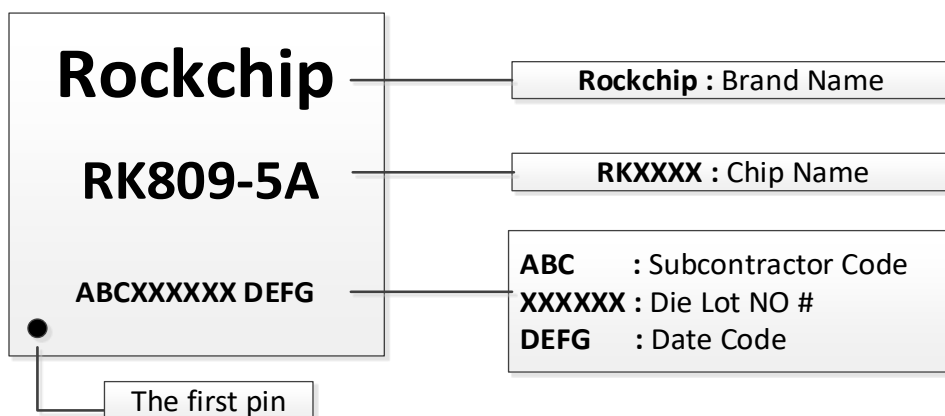 Rockchip
RK809-5A
ABCXXXXXX DEFG
The first pin
Rockchip : Brand Name
RKXXXX : Chip Name
ABC : Subcontractor Code
XXXXXX : Die Lot NO #
DEFG : Date Code